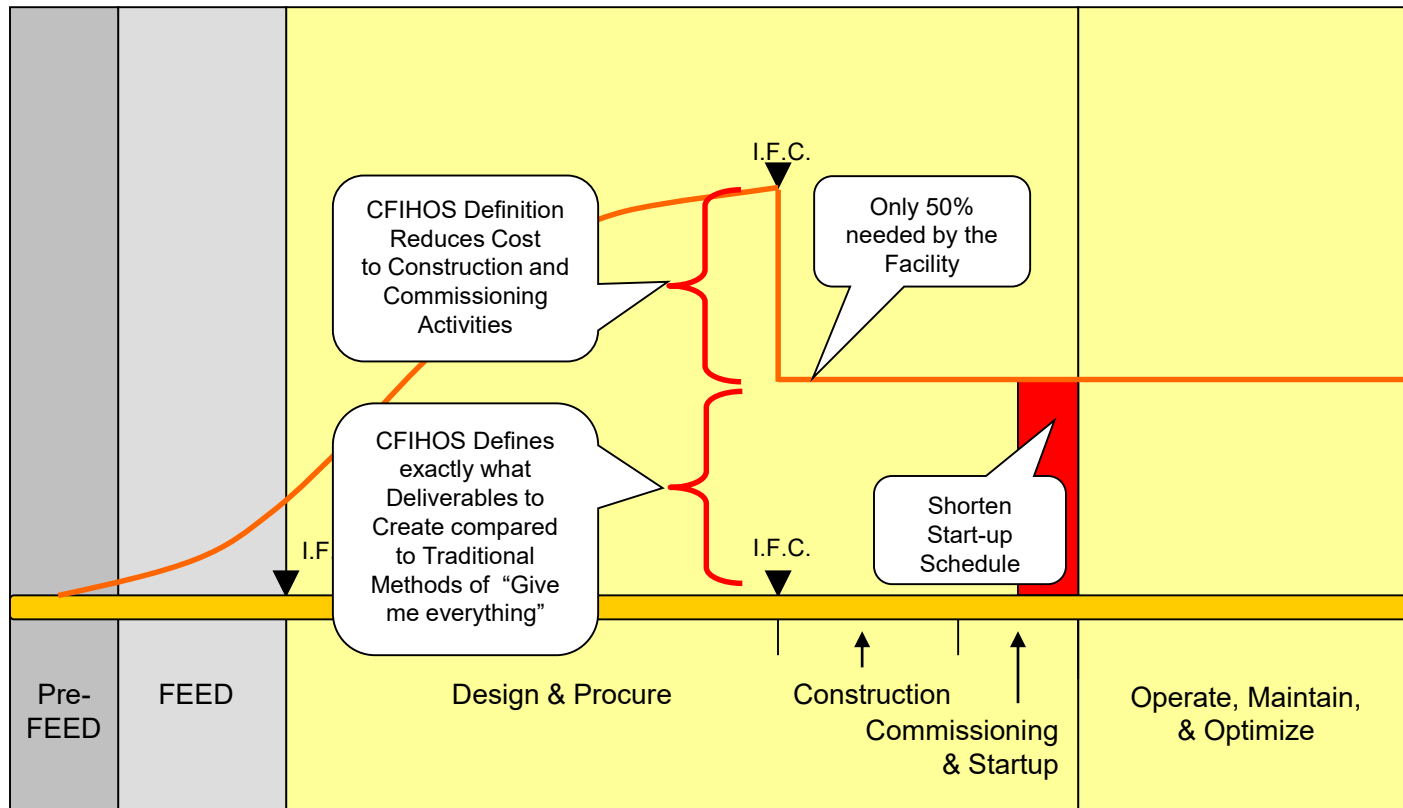 I.F.C.
CFIHOS Definition
Reduces Cost
to Construction and
Commissioning
Activities
Only 50%
needed by the
Facility
CFIHOS Defines
exactly what
Deliverables to
Create compared
to Traditional
Methods of “Give
me everything”
I.F.
I.F.C.
Shorten
Start-up
Schedule
Pre-
FEED
FEED
Design & Procure
Construction
Commissioning
& Startup
Operate, Maintain,
& Optimize